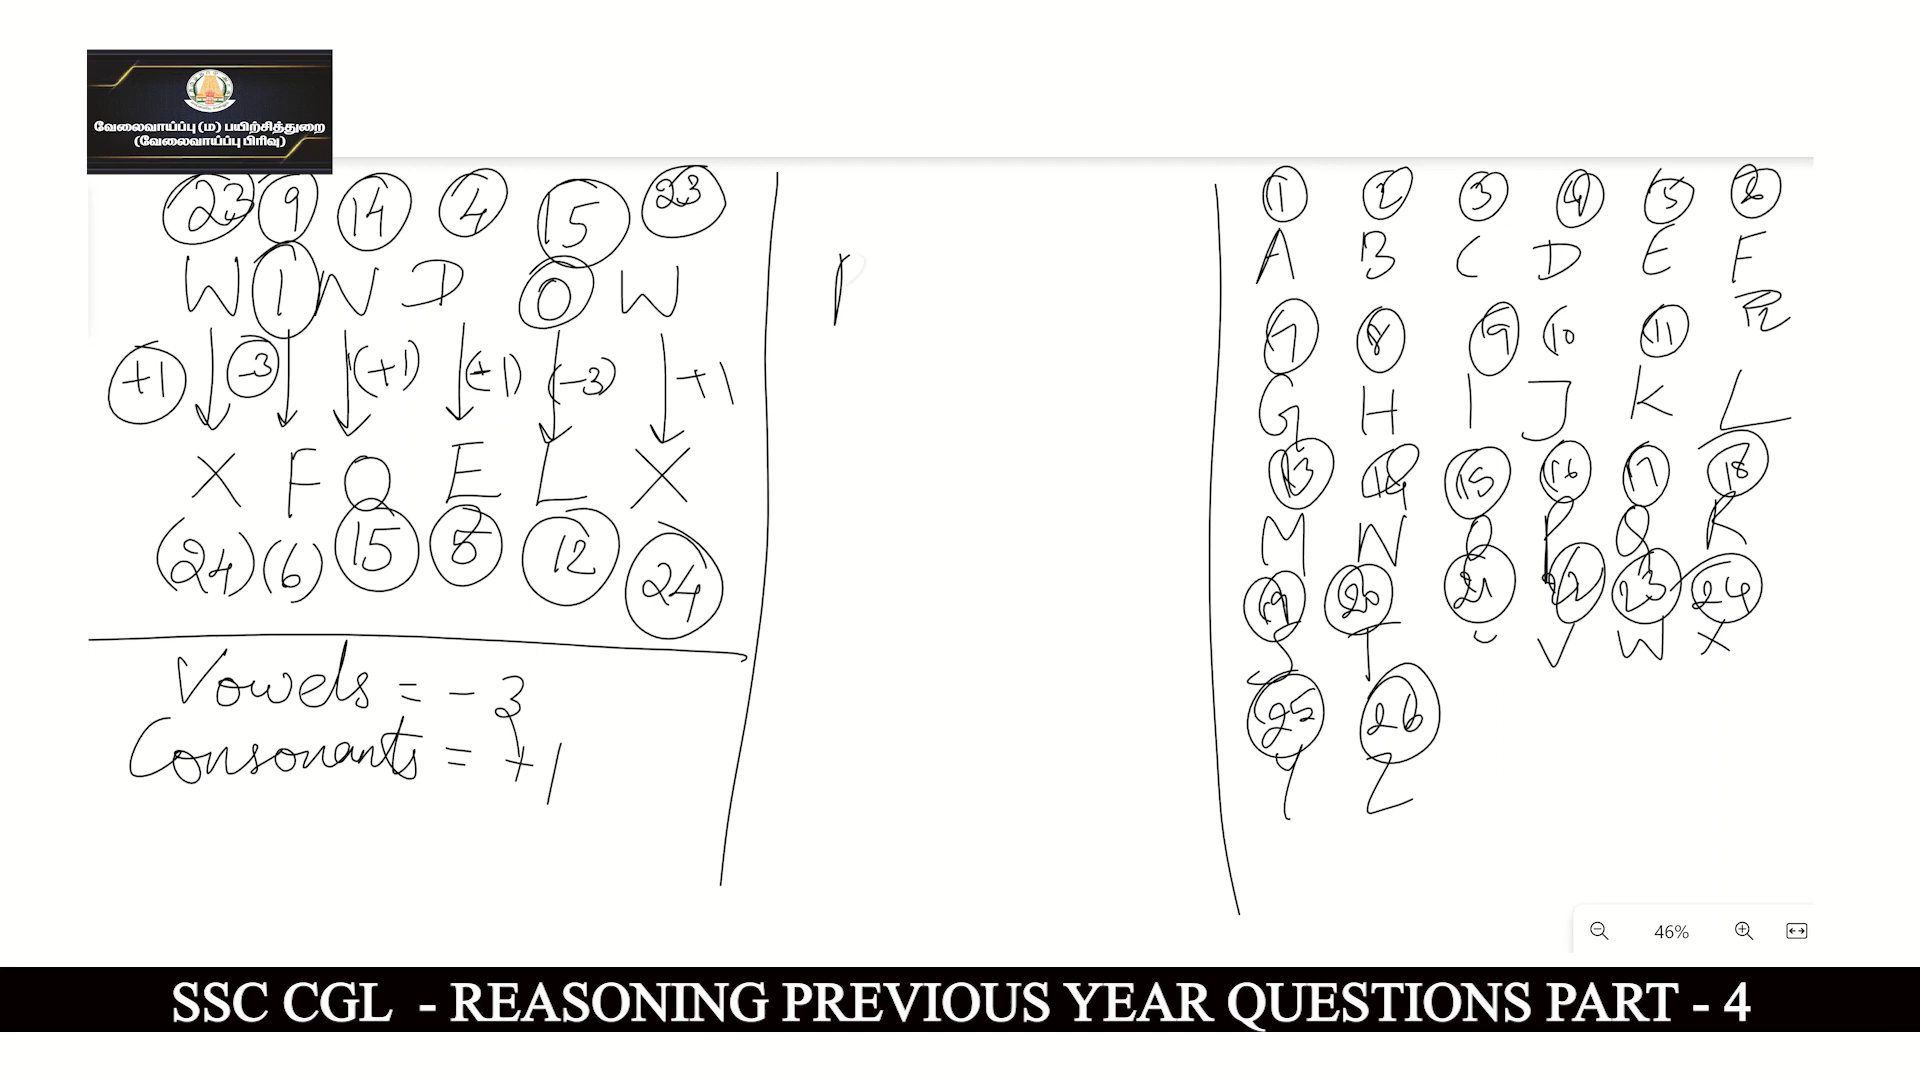 வேலைவாய்ப்பு (ம) பயிற்சித்துறை
(வேலைவாய்ப்பு பிரிவு)
23 9 14 4 15 23
W I N D O W
+1 -3 (+1) (+1) (-3) +1
X F O E L X
(24) (6) 15 5 12 24
Vowels = - 3
Consonants = +1
1 2 3 4 5 6
A B C D E F
7 8 9 10 11 12
G H I J K L
13 14 15 16 17 18
M N O P Q R
19 20 21 22 23 24
S T U V W X
25 26
Y Z
46%
SSC CGL - REASONING PREVIOUS YEAR QUESTIONS PART - 4